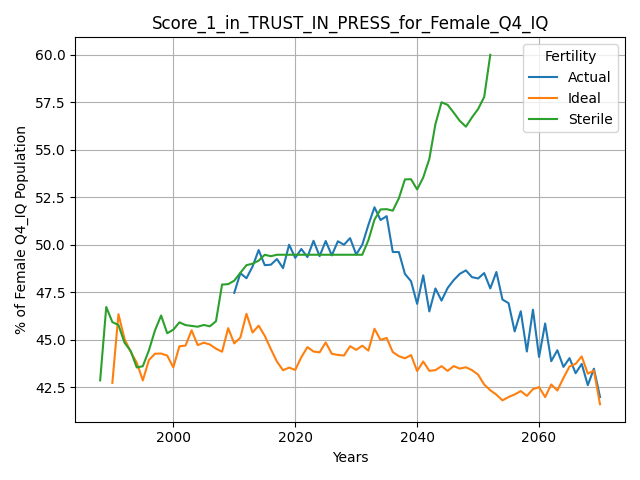 Score_1_in_TRUST_IN_PRESS_for_Female_Q4_IQ
% of Female Q4_IQ Population
60.0
57.5
55.0
52.5
50.0
47.5
45.0
42.5
2000
2020
2040
2060
Years
Fertility
Actual
Ideal
Sterile